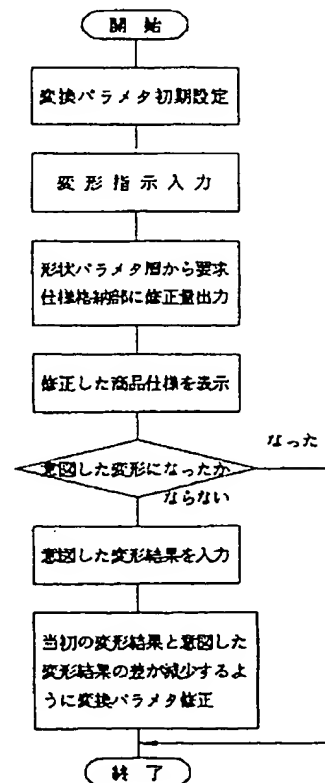 開始
変換パラメタ初期設定
変形指示入力
形状パラメタ層から要求
仕様格納部に修正量出力
修正した商品仕様を表示
なった
意図した変形になったか
ならない
意図した変形結果を入力
当初の変形結果と意図した
変形結果の差が減少するよ
うに変換パラメタ修正
終了